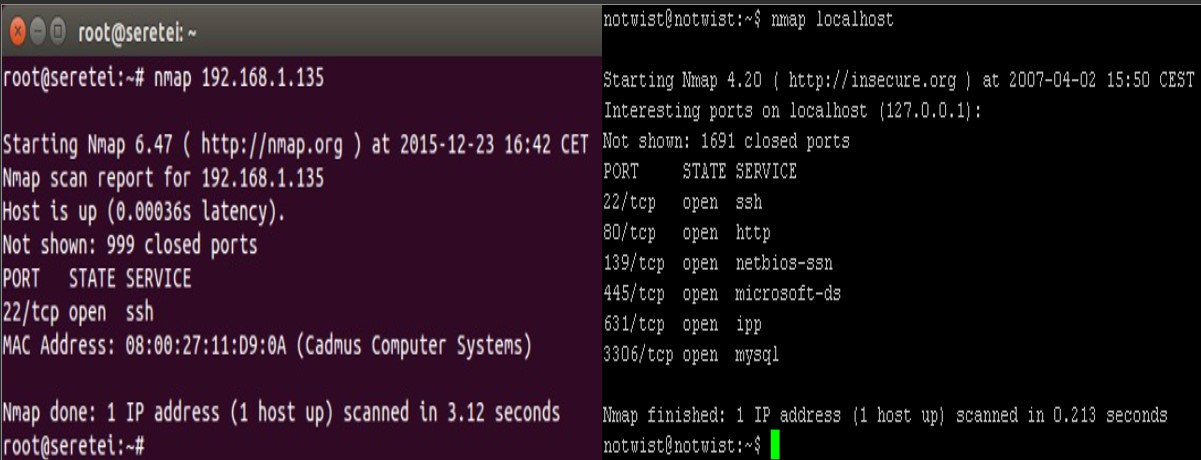 root@seretei: ~
root@seretei:~# nmap 192.168.1.135
Starting Nmap 6.47 ( http://nmap.org ) at 2015-12-23 16:42 CET
Nmap scan report for 192.168.1.135
Host is up (0.00036s latency).
Not shown: 999 closed ports
PORT   STATE SERVICE
22/tcp open  ssh
MAC Address: 08:00:27:11:D9:0A (Cadmus Computer Systems)
Nmap done: 1 IP address (1 host up) scanned in 3.12 seconds
root@seretei:~#
notwist@notwist:~$ nmap localhost
Starting Nmap 4.20 ( http://insecure.org ) at 2007-04-02 15:50 CEST
Interesting ports on localhost (127.0.0.1):
Not shown: 1691 closed ports
PORT     STATE SERVICE
22/tcp   open  ssh
80/tcp   open  http
139/tcp  open  netbios-ssn
445/tcp  open  microsoft-ds
631/tcp  open  ipp
3306/tcp open  mysql
Nmap finished: 1 IP address (1 host up) scanned in 0.213 seconds
notwist@notwist:~$